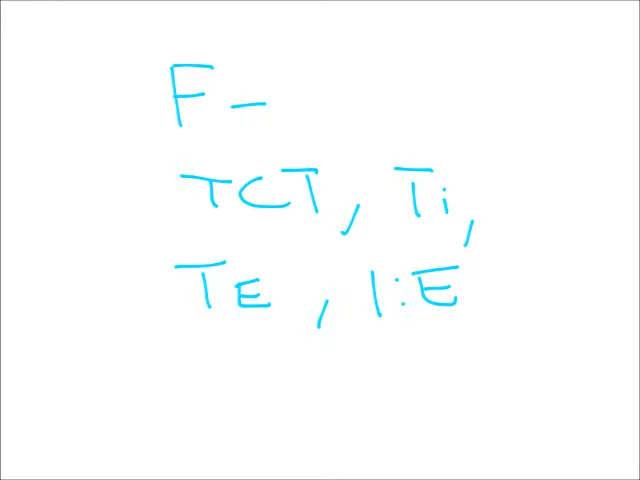 F -
TCT, Ti,
TE, I:E